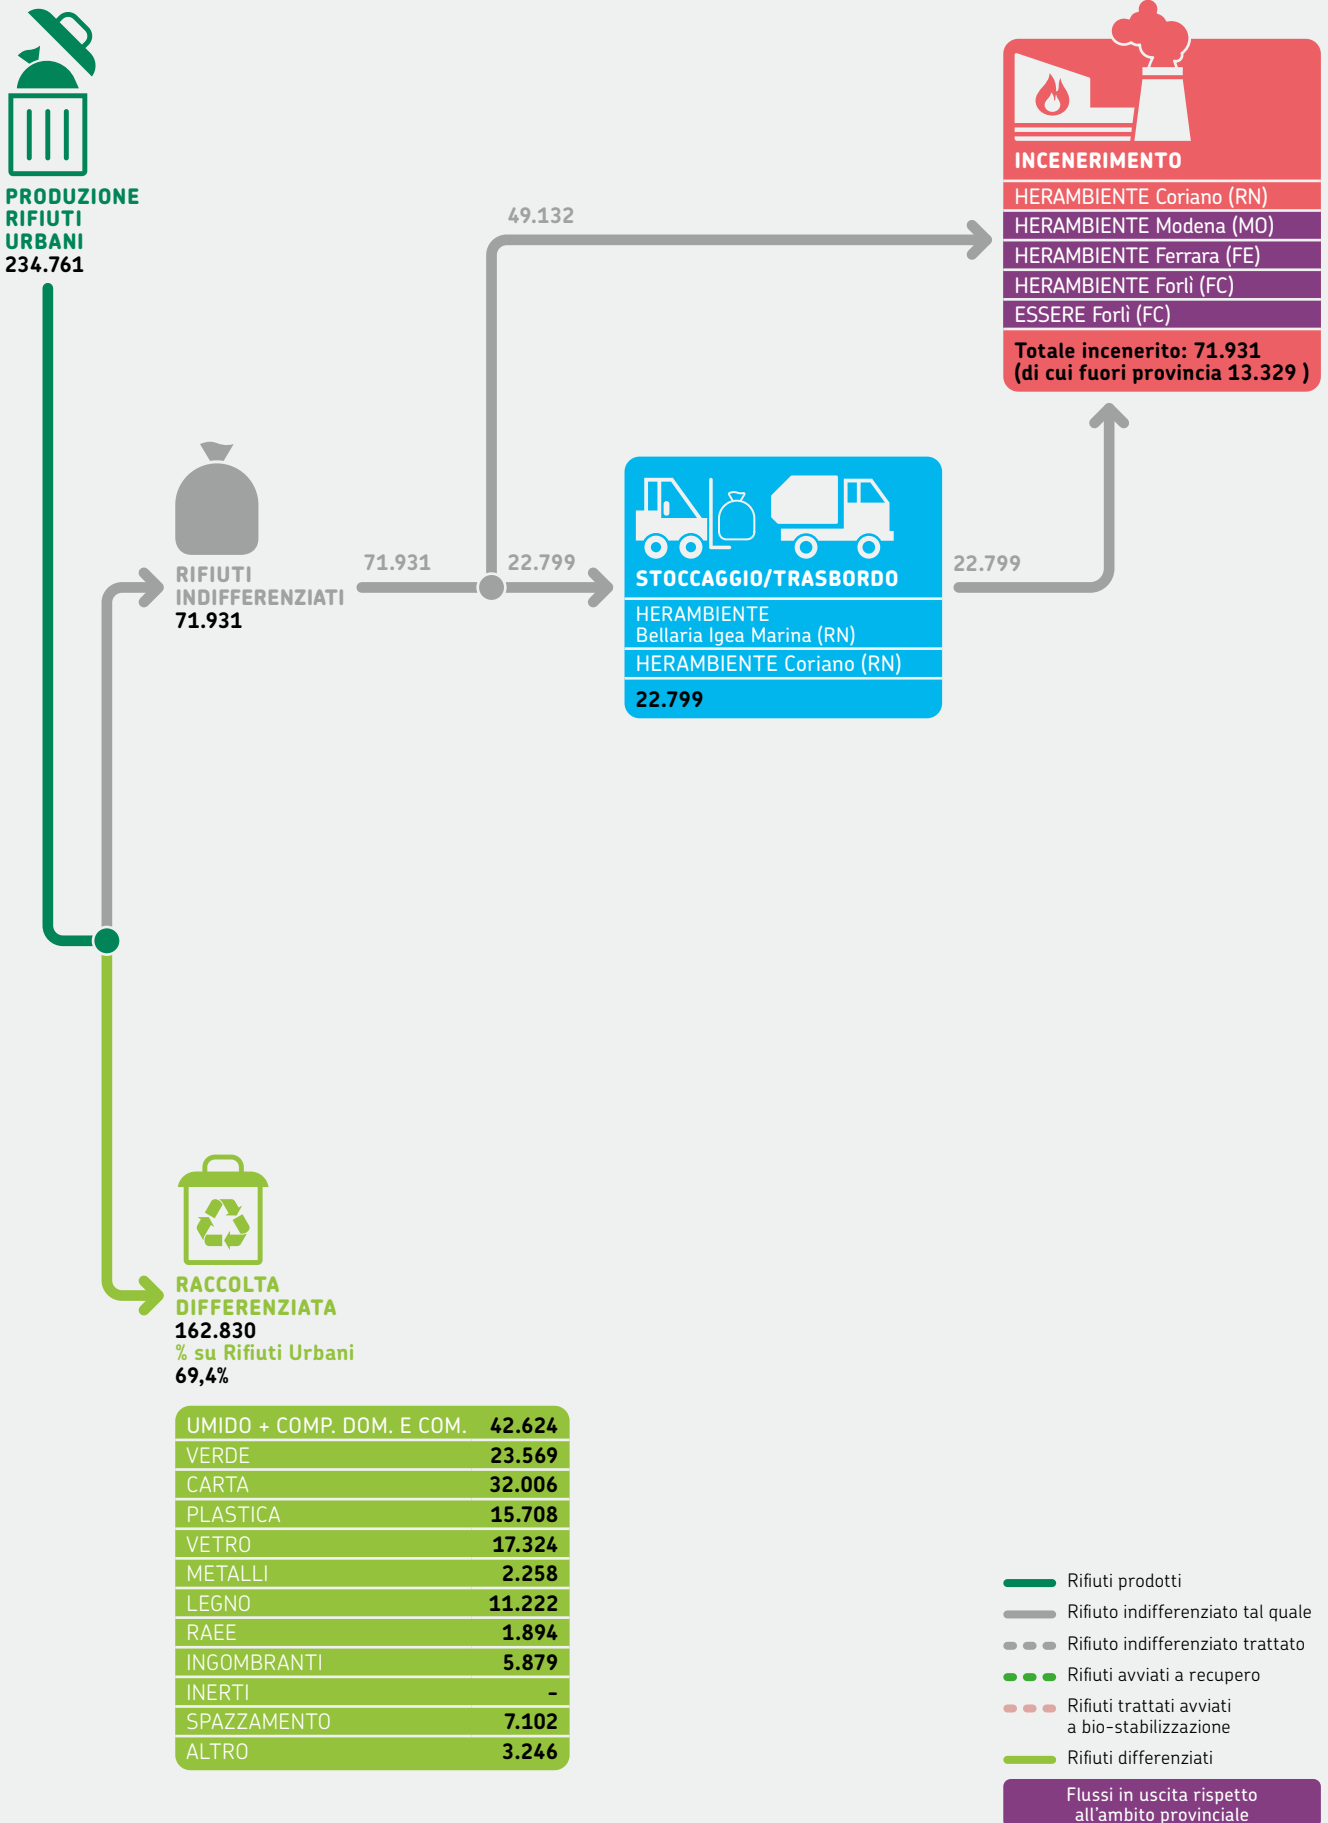 PRODUZIONE
RIFIUTI
URBANI
234.761
INCENERIMENTO
HERAMBIENTE Coriano (RN)
HERAMBIENTE Modena (MO)
HERAMBIENTE Ferrara (FE)
HERAMBIENTE Forlì (FC)
ESSERE Forlì (FC)
Totale incenerito: 71.931
(di cui fuori provincia 13.329 )
49.132
RIFIUTI
INDIFFERENZIATI
71.931
71.931
22.799
STOCCAGGIO/TRASBORDO
HERAMBIENTE
Bellaria Igea Marina (RN)
HERAMBIENTE Coriano (RN)
22.799
22.799
RACCOLTA
DIFFERENZIATA
162.830
% su Rifiuti Urbani
69,4%
UMIDO + COMP. DOM. E COM. 42.624
VERDE 23.569
CARTA 32.006
PLASTICA 15.708
VETRO 17.324
METALLI 2.258
LEGNO 11.222
RAEE 1.894
INGOMBRANTI 5.879
INERTI -
SPAZZAMENTO 7.102
ALTRO 3.246
Rifiuti prodotti
Rifiuto indifferenziato tal quale
Rifiuto indifferenziato trattato
Rifiuti avviati a recupero
Rifiuti trattati avviati
a bio-stabilizzazione
Rifiuti differenziati
Flussi in uscita rispetto
all'ambito provinciale